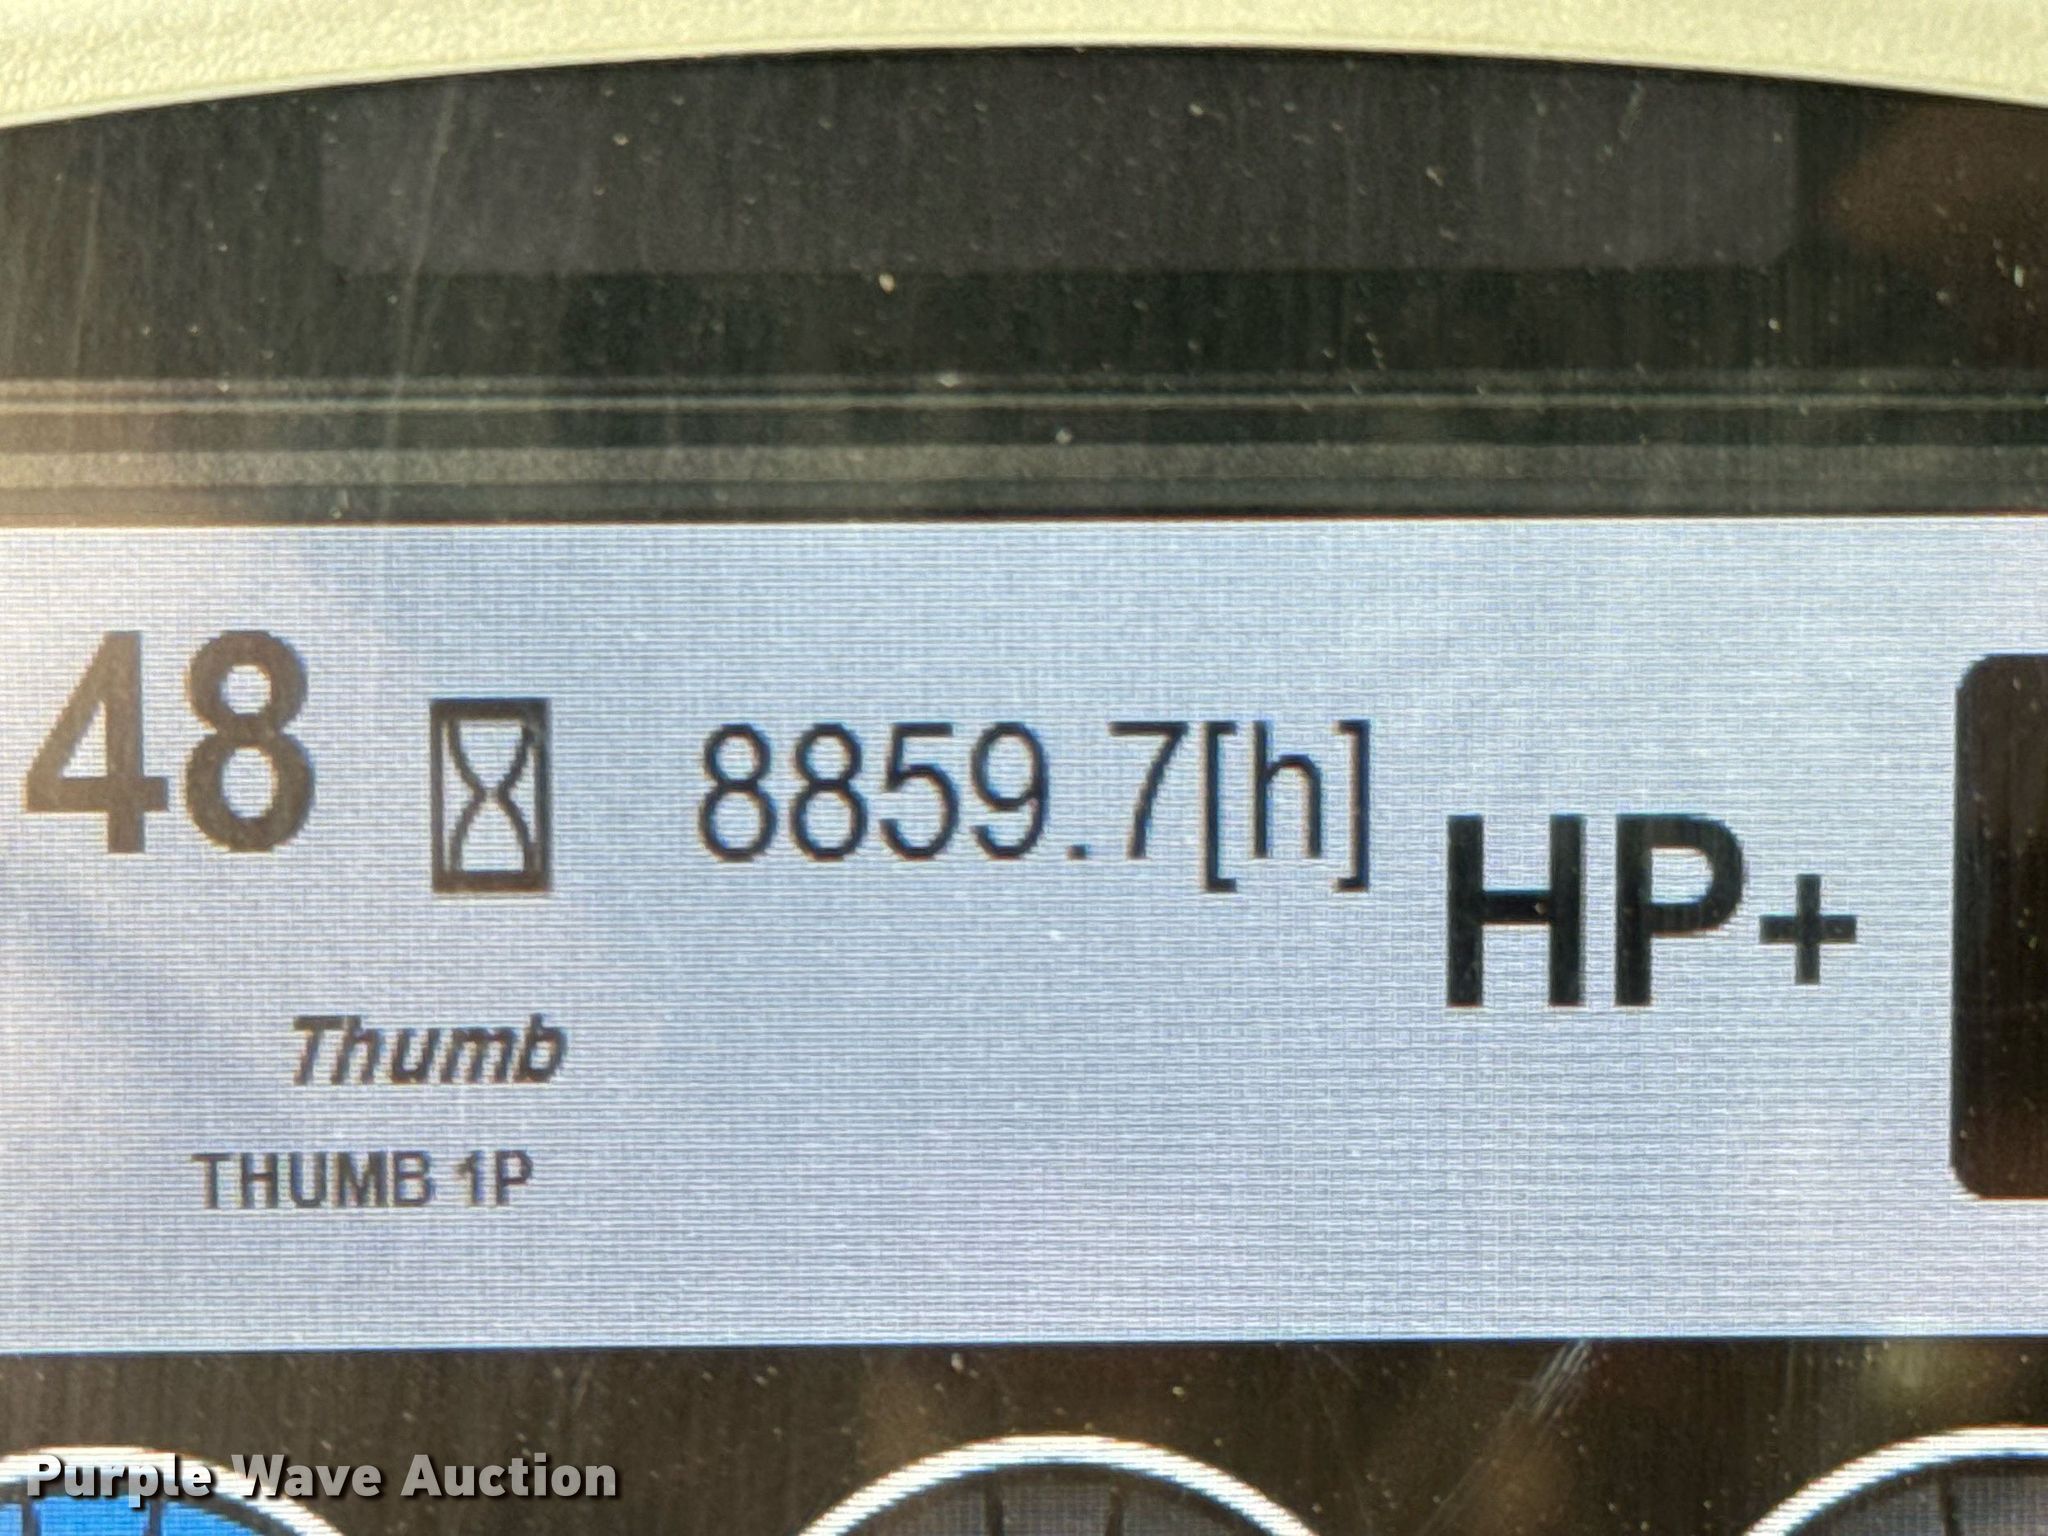 48 8859.7[h] HP+
Thumb
THUMB 1P
Purple Wave Auction